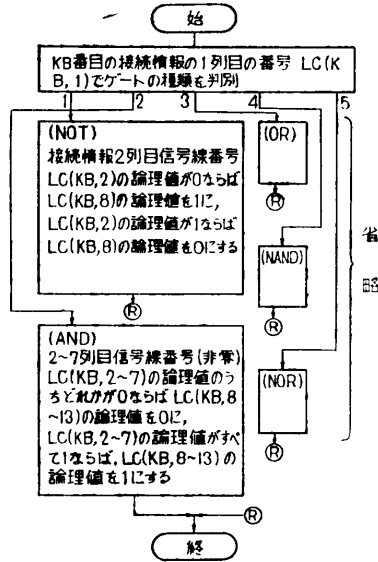 始
KB番目の接続情報の1列目の番号 LC(K
B,1)でゲートの種類を判別
1 2 3 4 5
(NOT)
接続情報2列目信号線番号
LC(KB,2)の論理値が0ならば
LC(KB,8)の論理値を1に,
LC(KB,2)の論理値が1ならば
LC(KB,8)の論理値を0にする
Ⓡ
(OR)
Ⓡ
(NAND)
Ⓡ
(NOR)
Ⓡ
省略
(AND)
2~7列目信号線番号(非零)
LC(KB,2~7)の論理値のう
ちどれかが0ならば LC(KB,8
~13)の論理値を0に,
LC(KB,2~7)の論理値がすべ
て1ならば, LC(KB,8~13)の
論理値を1にする
Ⓡ
終